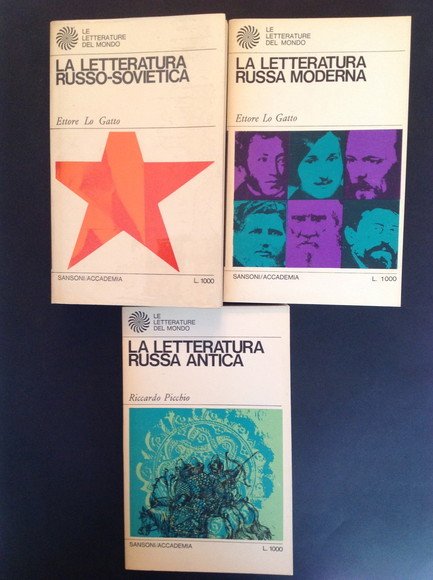 LE
LETTERATURE
DEL MONDO
LA LETTERATURA
RUSSO-SOVIETICA
Ettore Lo Gatto
SANSONI/ACCADEMIA
L. 1000
LE
LETTERATURE
DEL MONDO
LA LETTERATURA
RUSSA MODERNA
Ettore Lo Gatto
SANSONI/ACCADEMIA
L. 1000
LE
LETTERATURE
DEL MONDO
LA LETTERATURA
RUSSA ANTICA
Riccardo Picchio
SANSONI/ACCADEMIA
L. 1000